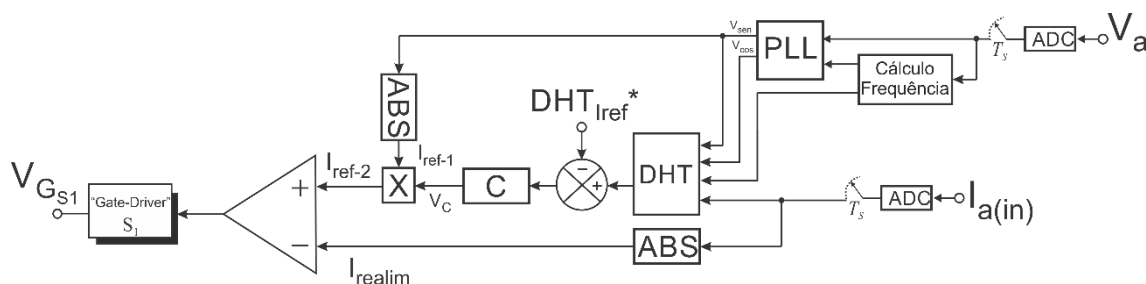 V_sen
V_cos
PLL
T_s
ADC
V_a
Cálculo
Frequência
ABS
DHT_Iref*
I_ref-2
I_ref-1
X
V_C
C
−
+
DHT
V_GS1
"Gate-Driver"
S_1
+
−
T_s
ADC
I_a(in)
ABS
I_realim